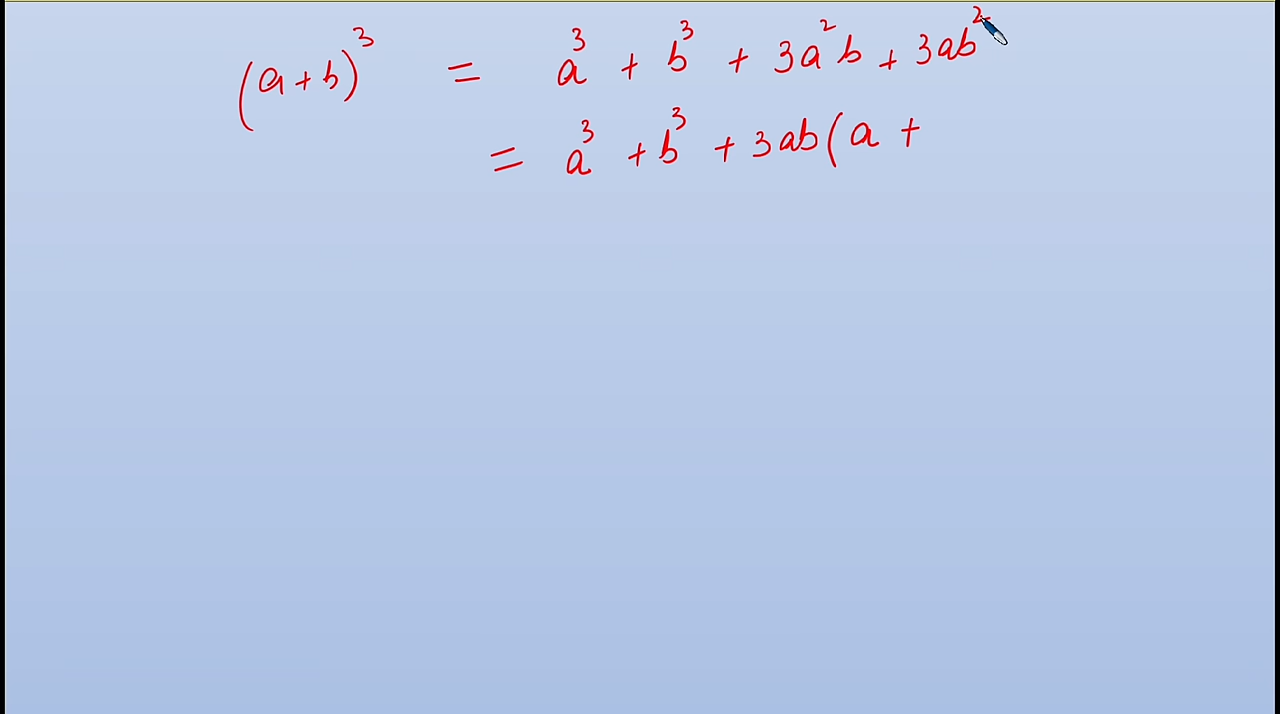 (a+b)³ = a³ + b³ + 3a²b + 3ab²
= a³ + b³ + 3ab(a +